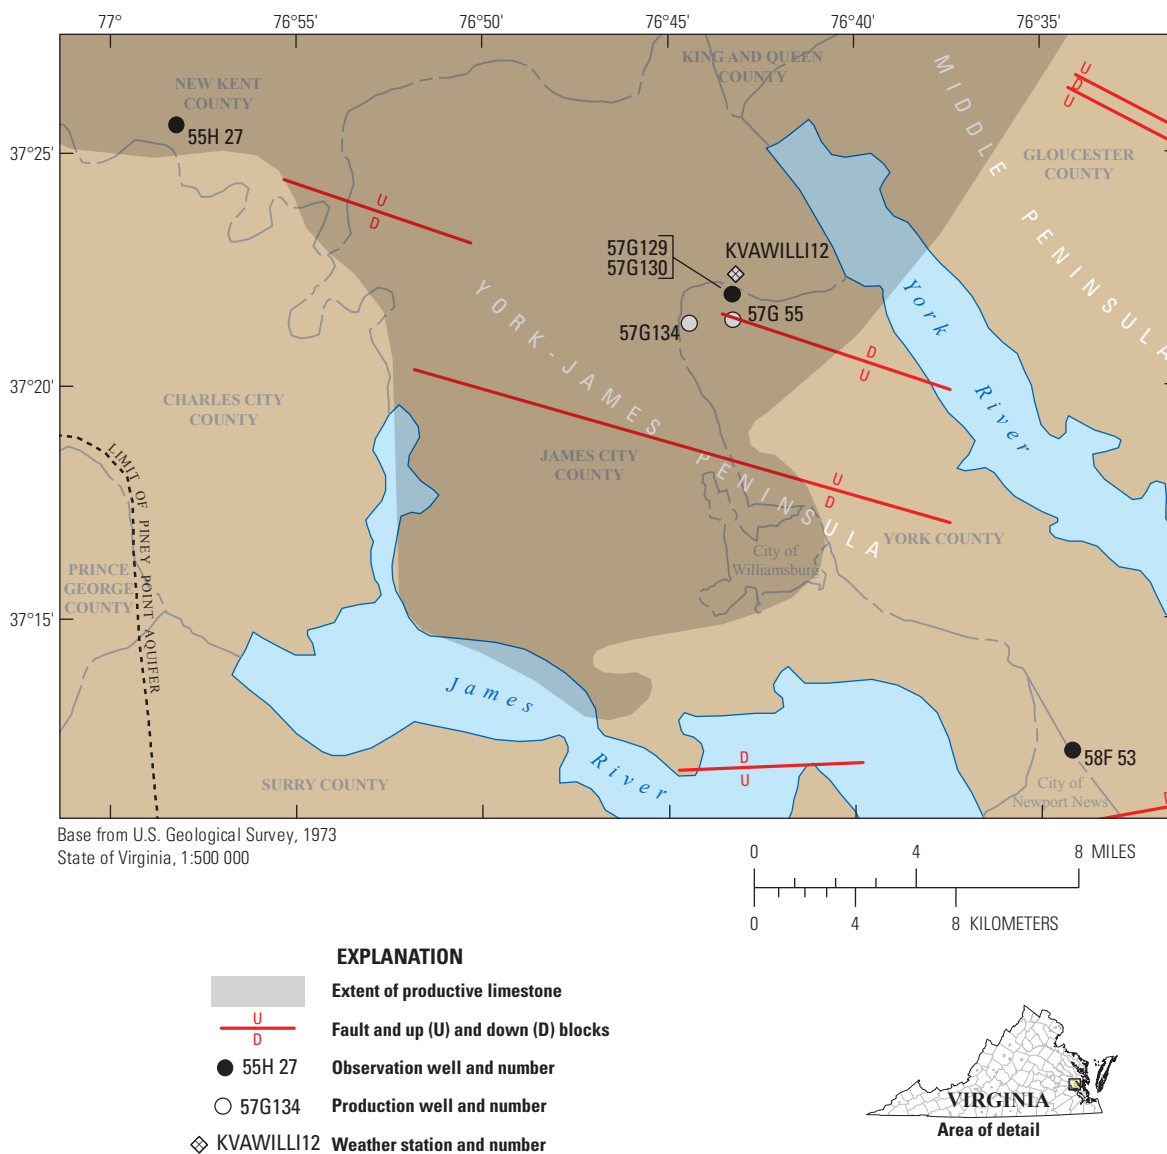 77°
76°55'
76°50'
76°45'
76°40'
76°35'
37°25'
37°20'
37°15'
NEW KENT
COUNTY
55H 27
KING AND QUEEN
COUNTY
MIDDLE PENINSULA
U
D
U
GLOUCESTER
COUNTY
U
D
57G129
57G130
KVAWILLI12
57G 55
57G134
York River
YORK-JAMES PENINSULA
D
U
CHARLES CITY
COUNTY
JAMES CITY
COUNTY
U
D
LIMIT OF PINEY POINT AQUIFER
City of
Williamsburg
YORK COUNTY
PRINCE
GEORGE
COUNTY
James River
D
U
SURRY COUNTY
58F 53
City of
Newport News
D
Base from U.S. Geological Survey, 1973
State of Virginia, 1:500 000
0 4 8 MILES
0 4 8 KILOMETERS
EXPLANATION
Extent of productive limestone
U
D
Fault and up (U) and down (D) blocks
55H 27 Observation well and number
57G134 Production well and number
KVAWILLI12 Weather station and number
VIRGINIA
Area of detail